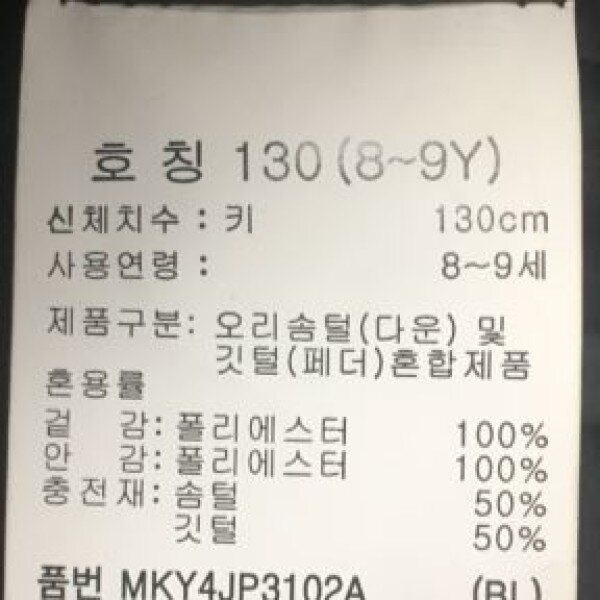 호 칭 130 (8~9Y)
신체치수 : 키 130cm
사용연령 : 8~9세
제품구분: 오리솜털(다운) 및
깃털(페더)혼합제품
혼용률
겉 감: 폴리에스터 100%
안 감: 폴리에스터 100%
충전재: 솜털 50%
깃털 50%
품번 MKY4JP3102A (BL)